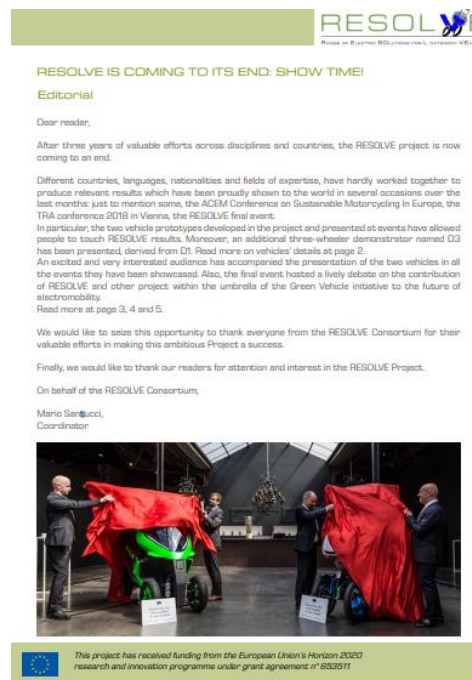 RESOLVE
RANGE OF ELECTRIC SOLUTIONS FOR L CATEGORY VE
RESOLVE IS COMING TO ITS END: SHOW TIME!
Editorial
Dear reader,
After three years of valuable efforts across disciplines and countries, the RESOLVE project is now
coming to an end.
Different countries, languages, nationalities and fields of expertise, have hardly worked together to
produce relevant results which have been proudly shown to the world in several occasions over the
last months: just to mention some, the ACEM Conference on Sustainable Motorcycling In Europe, the
TRA conference 2018 in Vienna, the RESOLVE final event.
In particular, the two vehicle prototypes developed in the project and presented at events have allowed
people to touch RESOLVE results. Moreover, an additional three-wheeler demonstrator named D3
has been presented, derived from D1. Read more on vehicles' details at page 2.
An excited and very interested audience has accompanied the presentation of the two vehicles in all
the events they have been showcased. Also, the final event hosted a lively debate on the contribution
of RESOLVE and other project within the umbrella of the Green Vehicle initiative to the future of
electromobility.
Read more at page 3, 4 and 5.
We would like to seize this opportunity to thank everyone from the RESOLVE Consortium for their
valuable efforts in making this ambitious Project a success.
Finally, we would like to thank our readers for attention and interest in the RESOLVE Project.
On behalf of the RESOLVE Consortium,
Mario Santucci,
Coordinator
This project has received funding from the European Union's Horizon 2020
research and innovation programme under grant agreement n° 653511